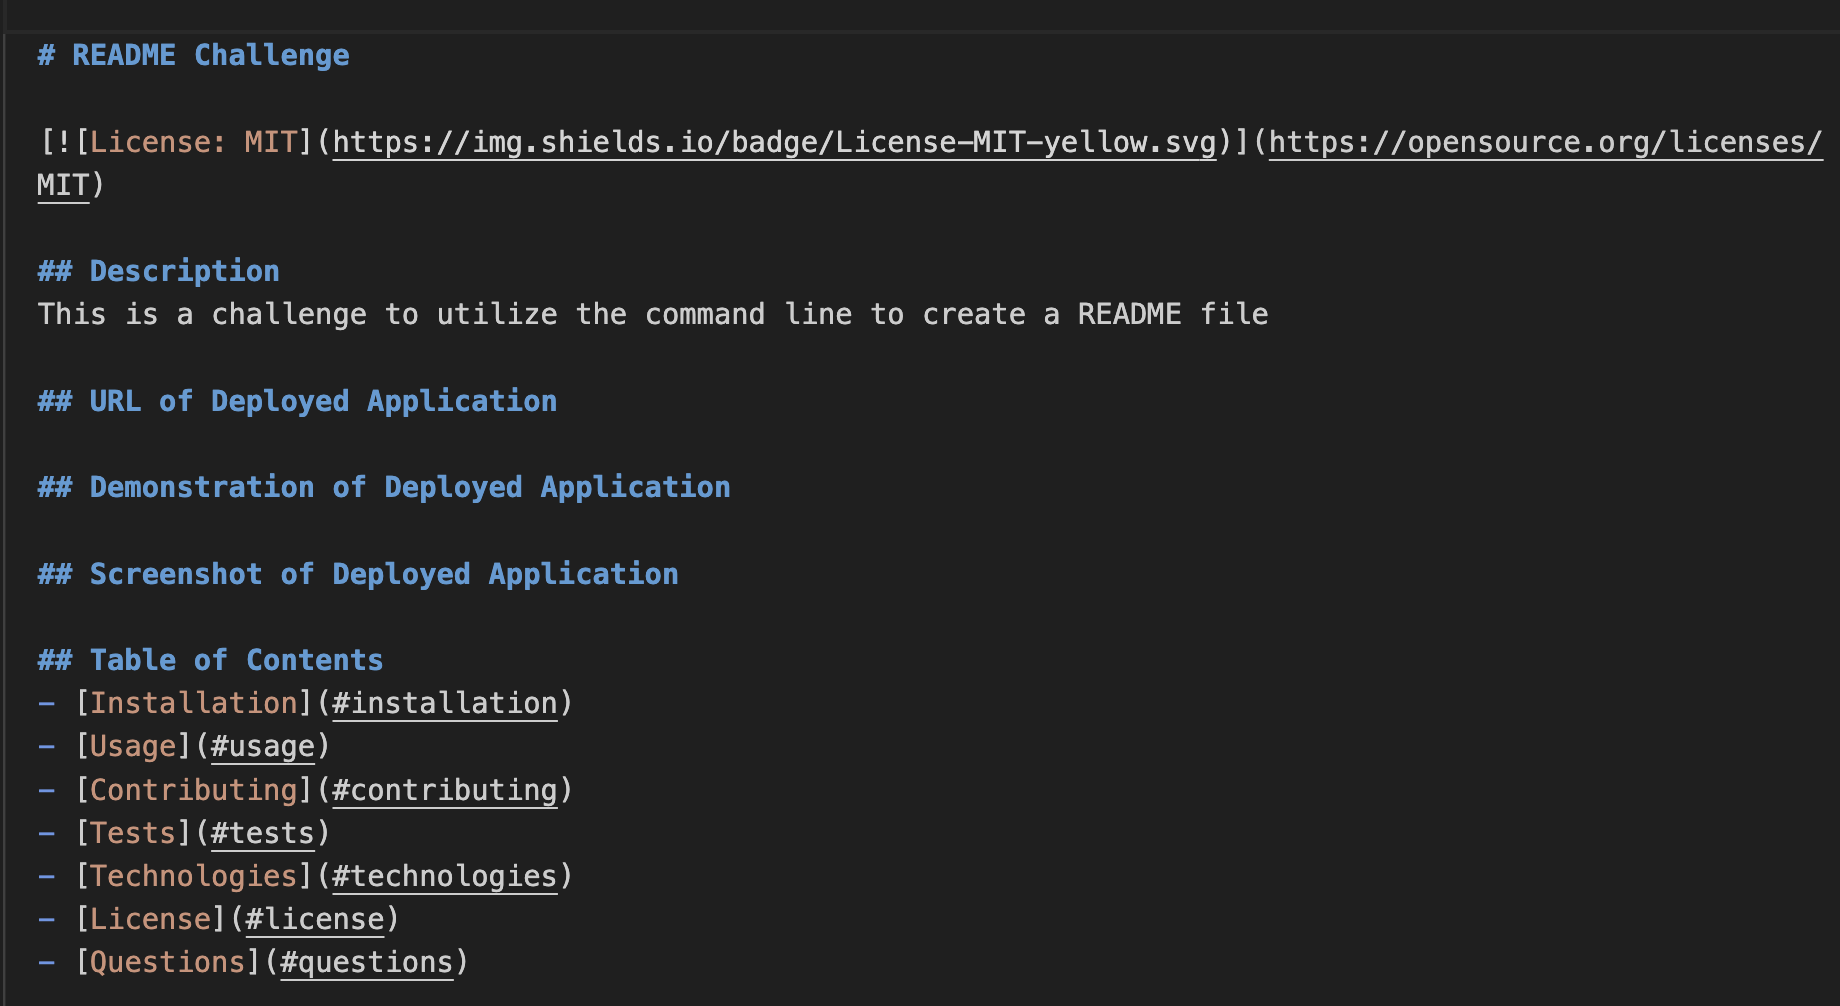 # README Challenge
[![License: MIT](https://img.shields.io/badge/License-MIT-yellow.svg)](https://opensource.org/licenses/
MIT)
## Description
This is a challenge to utilize the command line to create a README file
## URL of Deployed Application
## Demonstration of Deployed Application
## Screenshot of Deployed Application
## Table of Contents
- [Installation](#installation)
- [Usage](#usage)
- [Contributing](#contributing)
- [Tests](#tests)
- [Technologies](#technologies)
- [License](#license)
- [Questions](#questions)